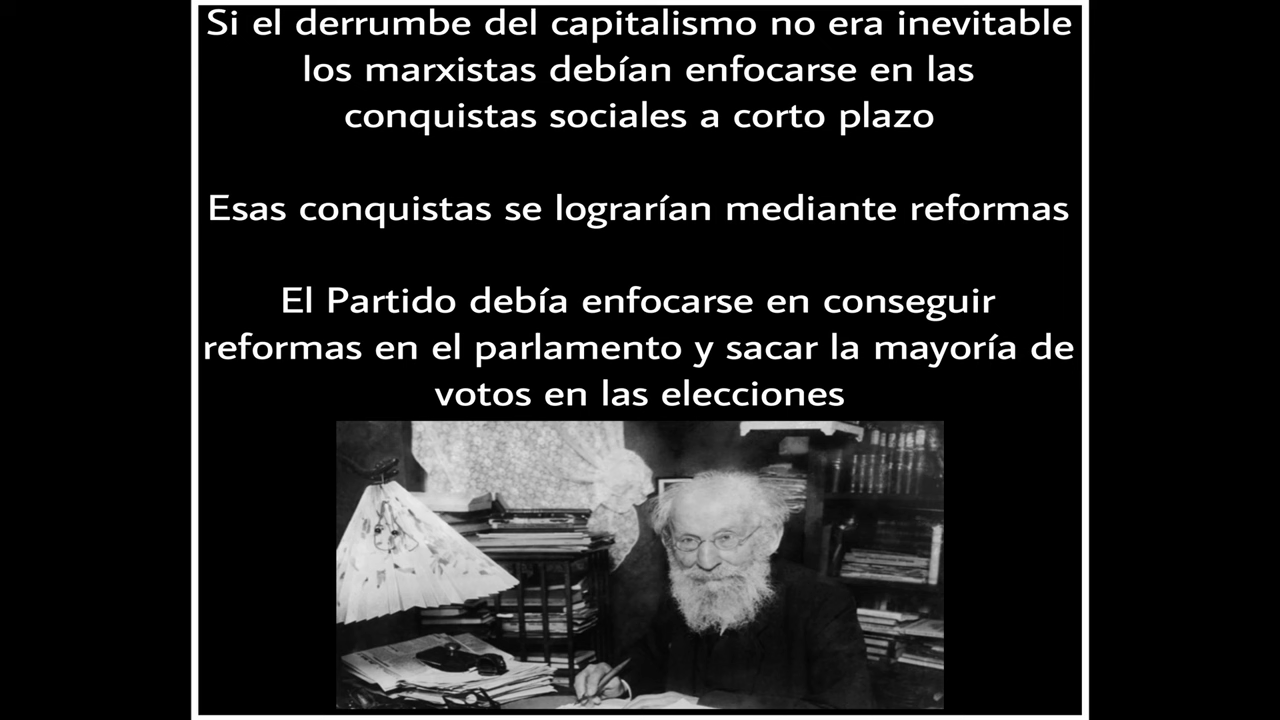 Si el derrumbe del capitalismo no era inevitable
los marxistas debían enfocarse en las
conquistas sociales a corto plazo
Esas conquistas se lograrían mediante reformas
El Partido debía enfocarse en conseguir
reformas en el parlamento y sacar la mayoría de
votos en las elecciones